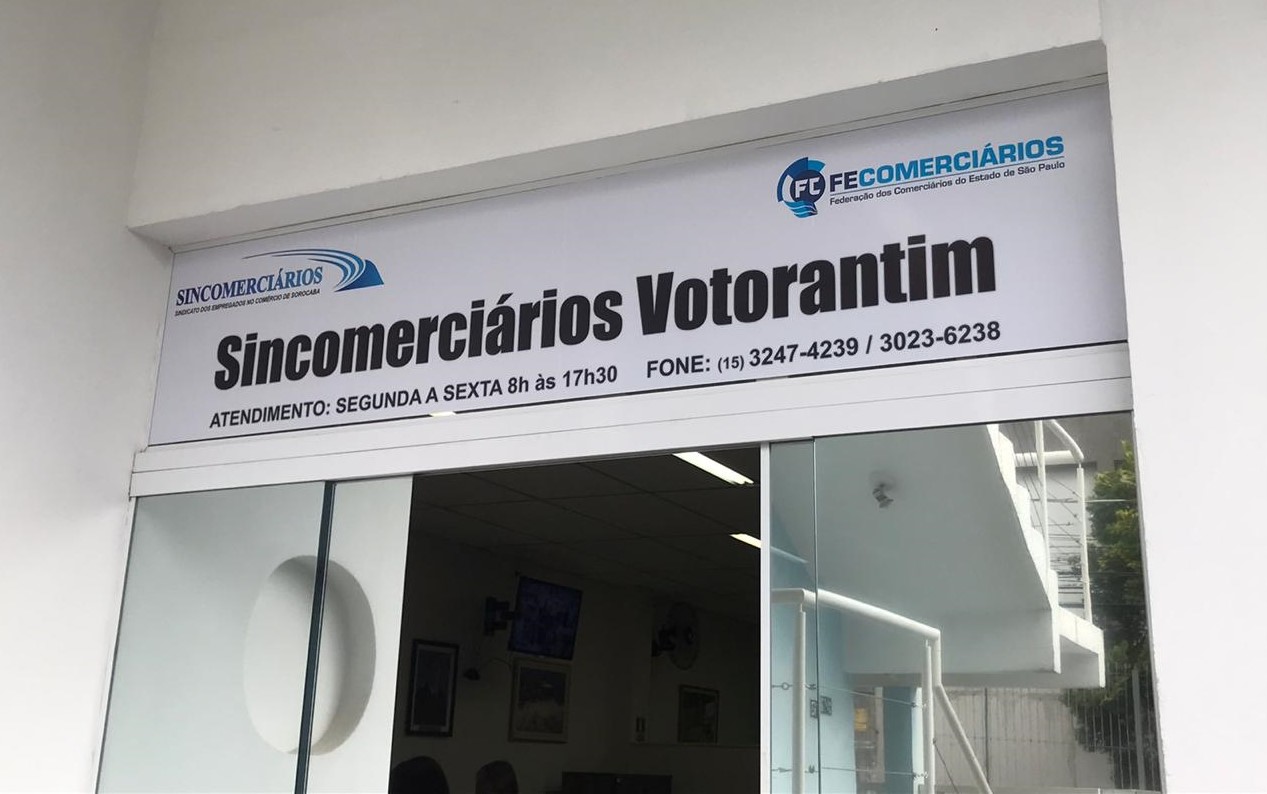 FC FECOMERCIÁRIOS
Federação dos Comerciários do Estado de São Paulo
SINCOMERCIÁRIOS
SINDICATO DOS EMPREGADOS NO COMÉRCIO DE SOROCABA
Sincomerciários Votorantim
ATENDIMENTO: SEGUNDA A SEXTA 8h às 17h30 FONE: (15) 3247-4239 / 3023-6238